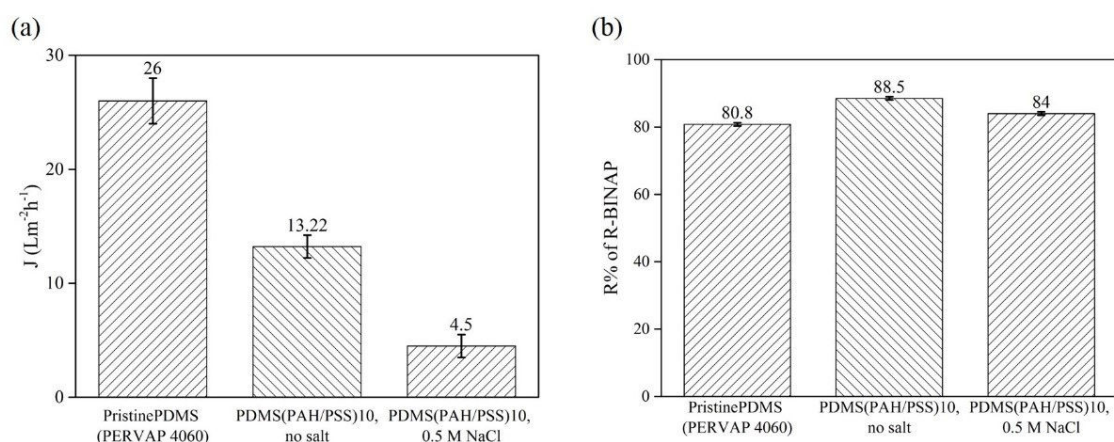 (a)
30
20
10
0
J (Lm⁻²h⁻¹)
26
13.22
4.5
PristinePDMS
(PERVAP 4060)
PDMS(PAH/PSS)10,
no salt
PDMS(PAH/PSS)10,
0.5 M NaCl
(b)
100
80
60
40
20
0
R% of R-BINAP
80.8
88.5
84
PristinePDMS
(PERVAP 4060)
PDMS(PAH/PSS)10,
no salt
PDMS(PAH/PSS)10,
0.5 M NaCl